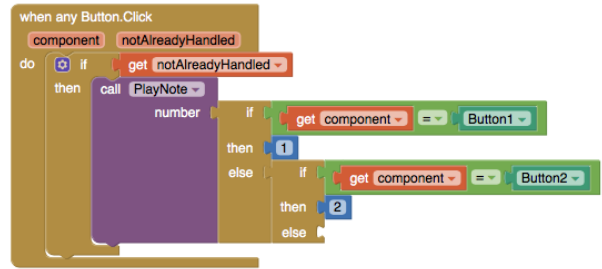 when any Button.Click
component notAlreadyHandled
do if get notAlreadyHandled
then call PlayNote
number if get component = Button1
then 1
else if get component = Button2
then 2
else